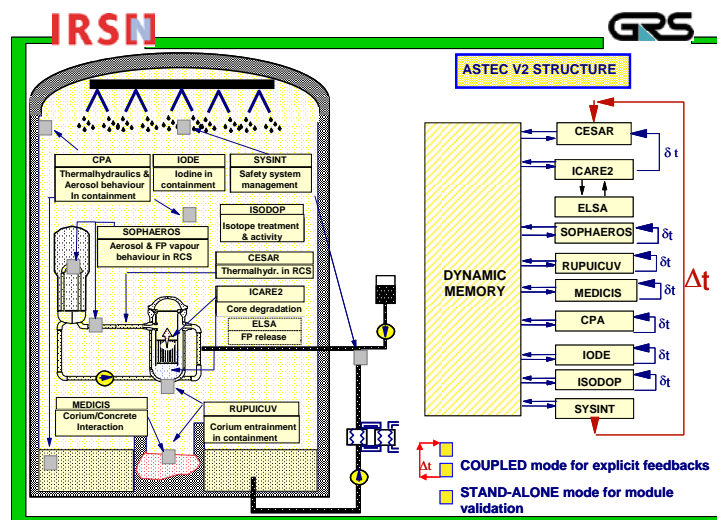 IRSN
GRS
ASTEC V2 STRUCTURE
CPA
Thermalhydraulics &
Aerosol behaviour
In containment
IODE
Iodine in
containment
SYSINT
Safety system
management
ISODOP
Isotope treatment
& activity
SOPHAEROS
Aerosol & FP vapour
behaviour in RCS
CESAR
Thermalhydr. in RCS
ICARE2
Core degradation
ELSA
FP release
MEDICIS
Corium/Concrete
Interaction
RUPUICUV
Corium entrainment
in containment
DYNAMIC
MEMORY
CESAR
δ t
ICARE2
ELSA
SOPHAEROS
δt
RUPUICUV
δt
MEDICIS
δt
CPA
δt
IODE
δt
ISODOP
δt
SYSINT
Δt
Δt
COUPLED mode for explicit feedbacks
STAND-ALONE mode for module
validation